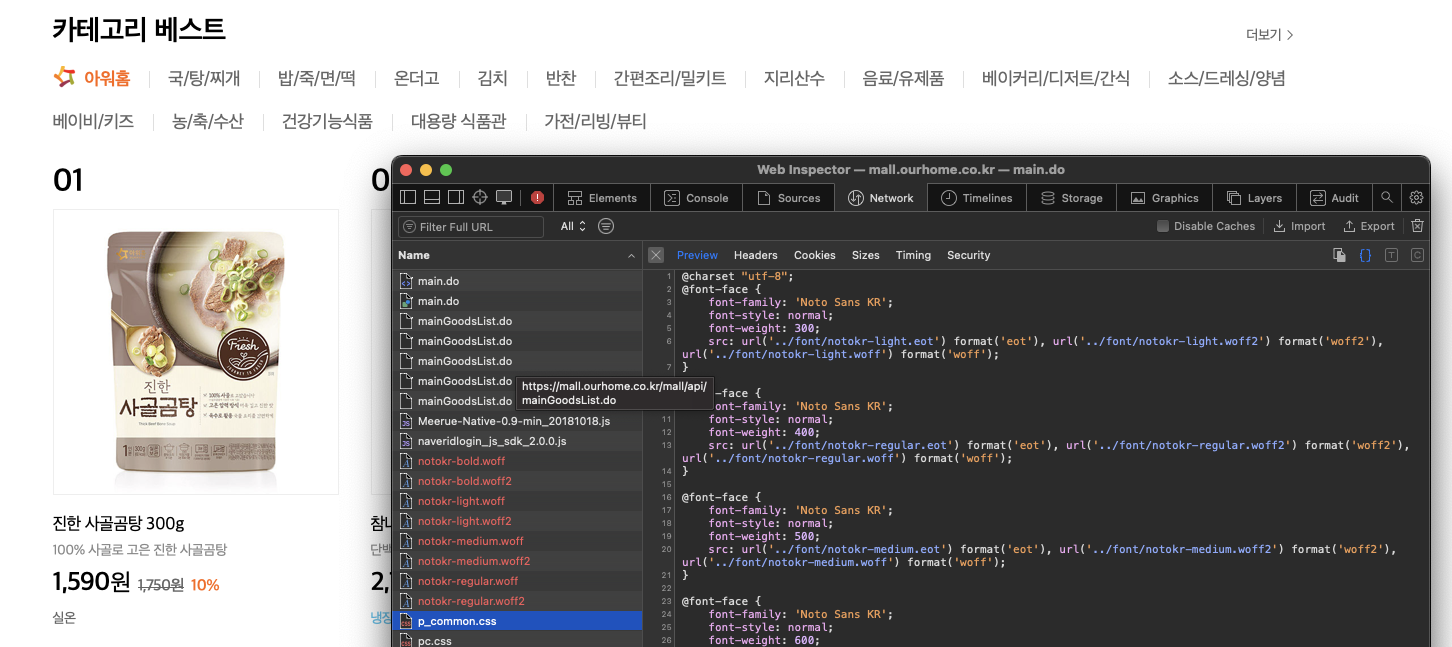 카테고리 베스트
더보기
아워홈
국/탕/찌개
밥/죽/면/떡
온더고
김치
반찬
간편조리/밀키트
지리산수
음료/유제품
베이커리/디저트/간식
소스/드레싱/양념
베이비/키즈
농/축/수산
건강기능식품
대용량 식품관
가전/리빙/뷰티
01
0
Fresh
진한
사골곰탕
진한 사골곰탕 300g
100% 사골로 고은 진한 사골곰탕
1,590원 1,750원 10%
실온
Web Inspector — mall.ourhome.co.kr — main.do
Elements
Console
Sources
Network
Timelines
Storage
Graphics
Layers
Audit
Filter Full URL
All
Disable Caches
Import
Export
Name
Preview
Headers
Cookies
Sizes
Timing
Security
main.do
main.do
mainGoodsList.do
mainGoodsList.do
mainGoodsList.do
mainGoodsList.do
mainGoodsList.do
https://mall.ourhome.co.kr/mall/api/
mainGoodsList.do
Meerue-Native-0.9-min_20181018.js
naveridlogin_js_sdk_2.0.0.js
notokr-bold.woff
notokr-bold.woff2
notokr-light.woff
notokr-light.woff2
notokr-medium.woff
notokr-medium.woff2
notokr-regular.woff
notokr-regular.woff2
p_common.css
pc.css
1 @charset "utf-8";
2 @font-face {
3 font-family: 'Noto Sans KR';
4 font-style: normal;
5 font-weight: 300;
6 src: url('../font/notokr-light.eot') format('eot'), url('../font/notokr-light.woff2') format('woff2'),
url('../font/notokr-light.woff') format('woff');
7 }
-face {
ont-family: 'Noto Sans KR';
11 font-style: normal;
12 font-weight: 400;
13 src: url('../font/notokr-regular.eot') format('eot'), url('../font/notokr-regular.woff2') format('woff2'),
url('../font/notokr-regular.woff') format('woff');
14 }
15
16 @font-face {
17 font-family: 'Noto Sans KR';
18 font-style: normal;
19 font-weight: 500;
20 src: url('../font/notokr-medium.eot') format('eot'), url('../font/notokr-medium.woff2') format('woff2'),
url('../font/notokr-medium.woff') format('woff');
21 }
22
23 @font-face {
24 font-family: 'Noto Sans KR';
25 font-style: normal;
26 font-weight: 600;